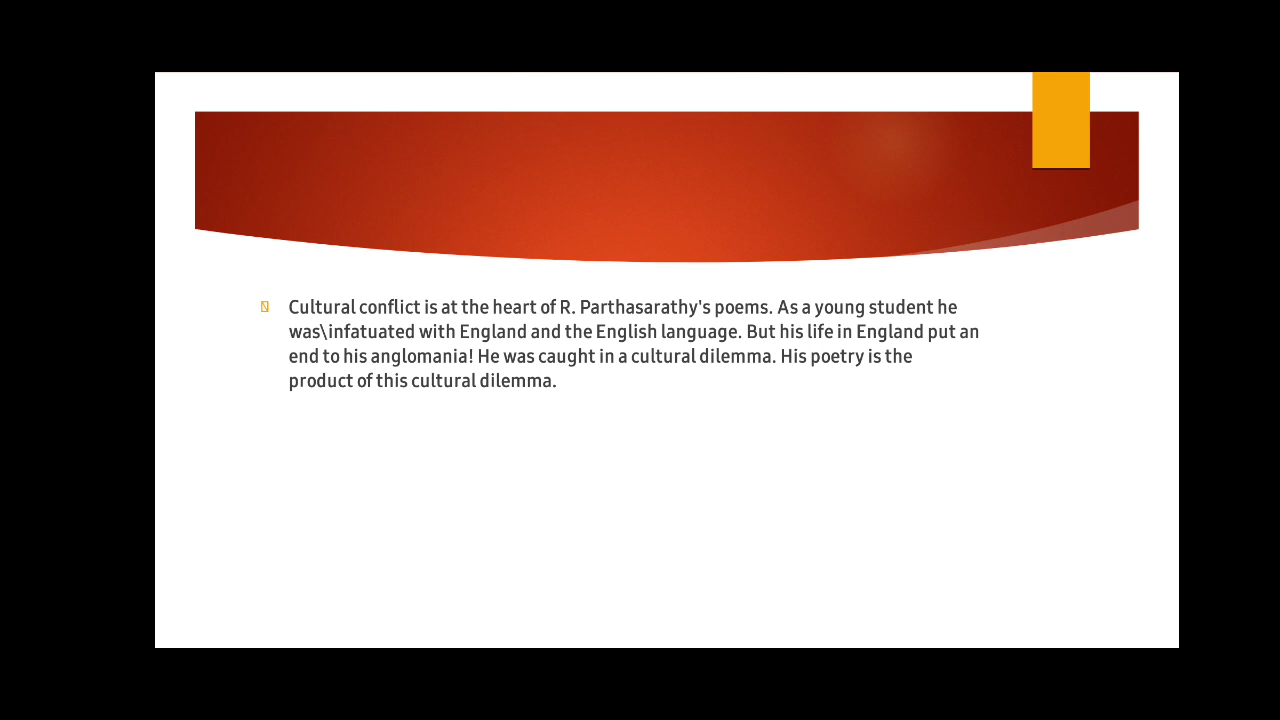 Cultural conflict is at the heart of R. Parthasarathy's poems. As a young student he
was\infatuated with England and the English language. But his life in England put an
end to his anglomania! He was caught in a cultural dilemma. His poetry is the
product of this cultural dilemma.